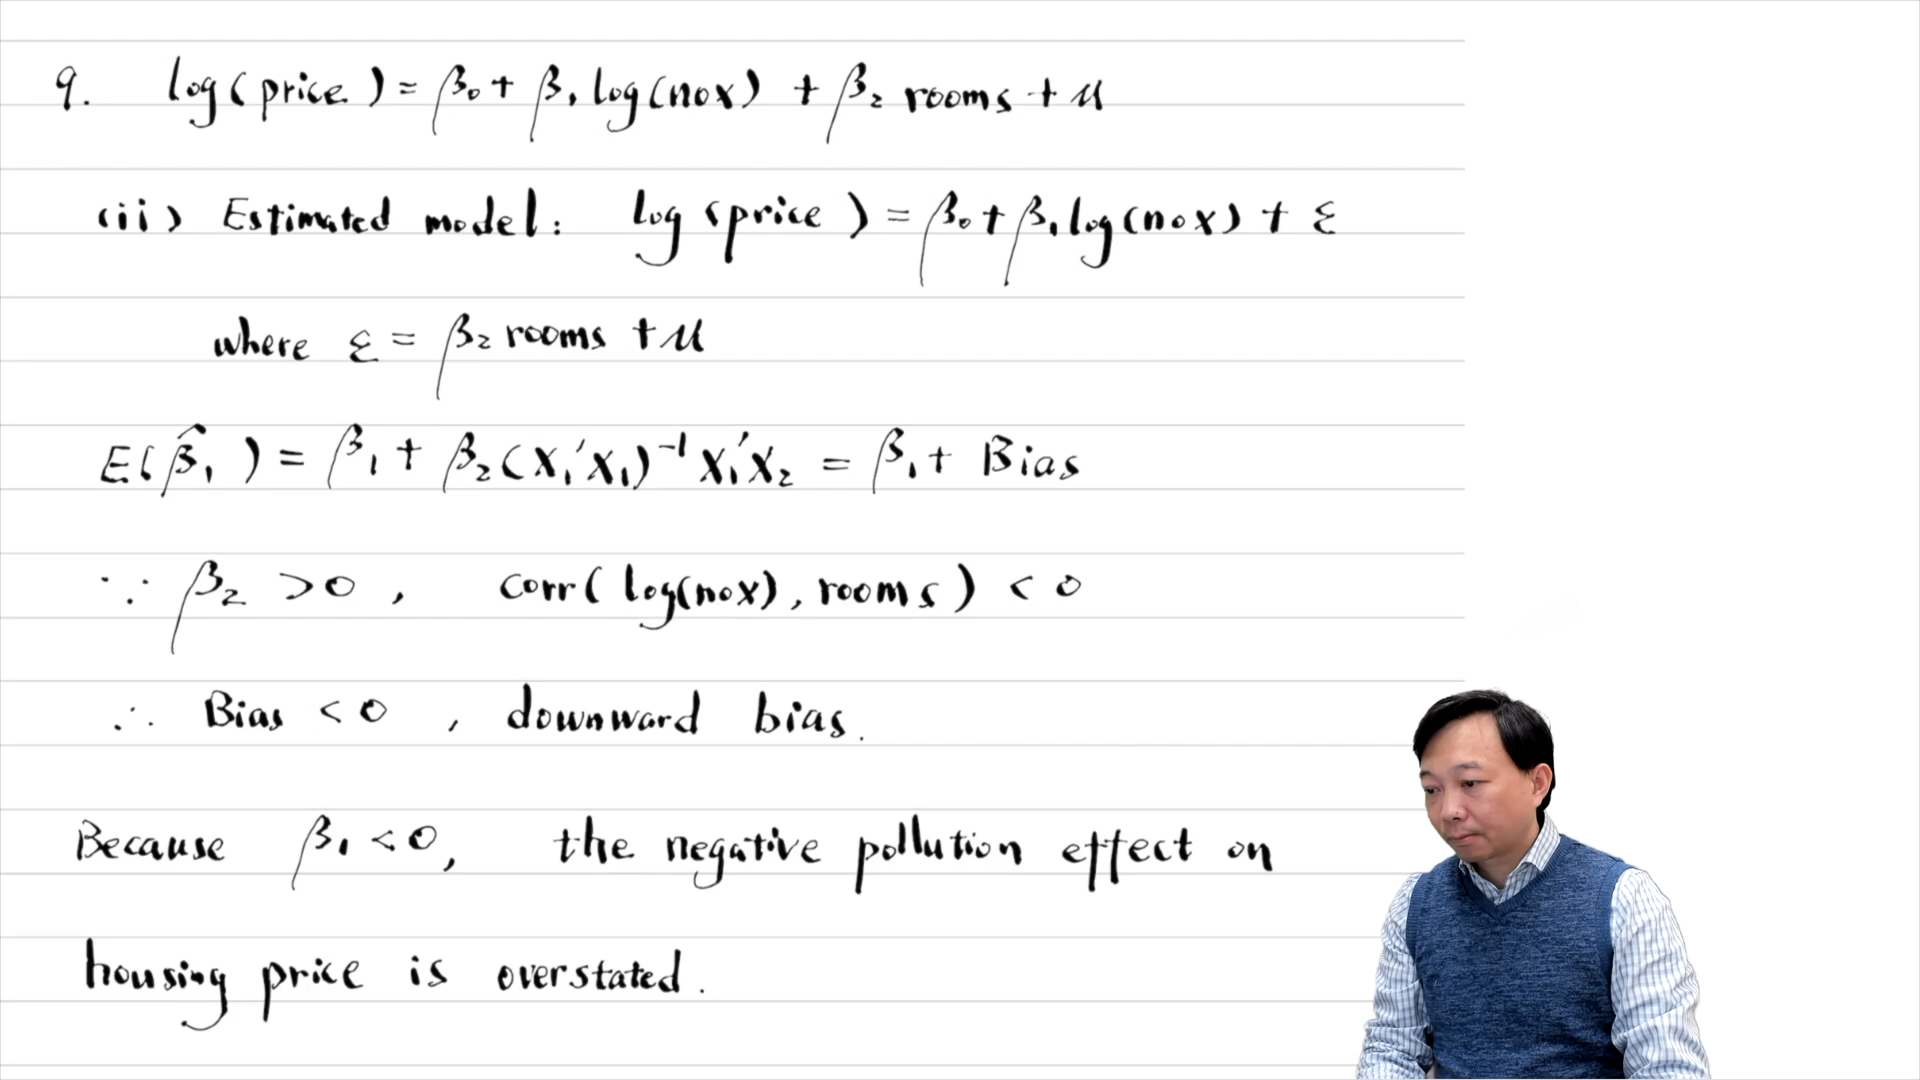 9. log(price) = β₀ + β₁ log(nox) + β₂ rooms + u
(ii) Estimated model: log(price) = β₀ + β₁ log(nox) + ε
where ε = β₂ rooms + u
E(β̂₁) = β₁ + β₂(X₁'X₁)⁻¹X₁'X₂ = β₁ + Bias
∵ β₂ > 0, corr(log(nox), rooms) < 0
∴ Bias < 0, downward bias.
Because β₁ < 0, the negative pollution effect on
housing price is overstated.